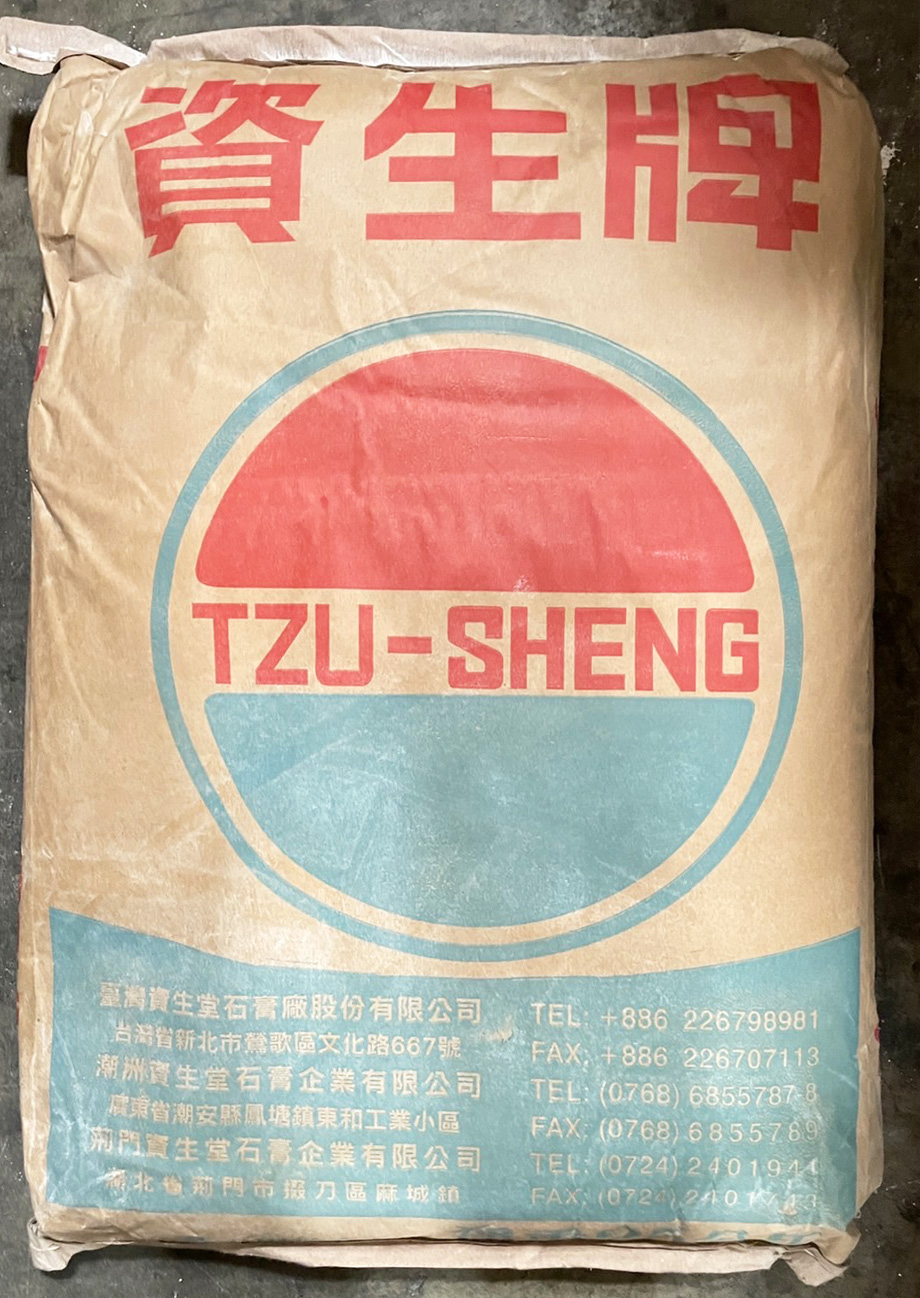 資生牌
TZU-SHENG
臺灣資生堂石膏廠股份有限公司 TEL: +886 226798981
台灣省新北市鶯歌區文化路667號 FAX: +886 226707113
潮洲資生堂石膏企業有限公司 TEL: (0768) 6855787-8
廣東省潮安縣鳳塘鎮東和工業小區 FAX: (0768) 6855789
荊門資生堂石膏企業有限公司 TEL: (0724) 2401944
湖北省荊門市掇刀區麻城鎮 FAX: (0724)